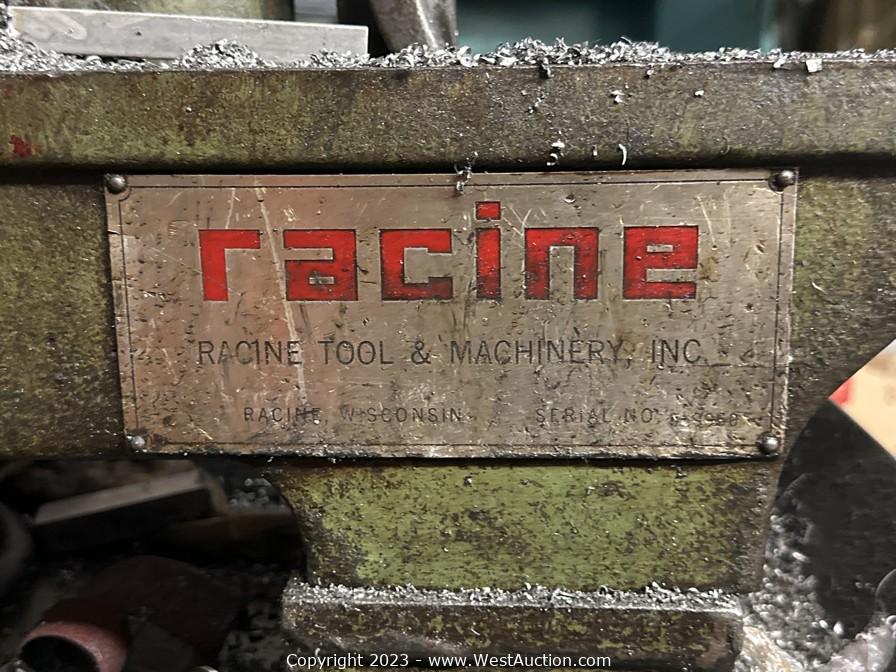 racine
RACINE TOOL & MACHINERY, INC.
RACINE, WISCONSIN SERIAL NO.
Copyright 2023 - www.WestAuction.com